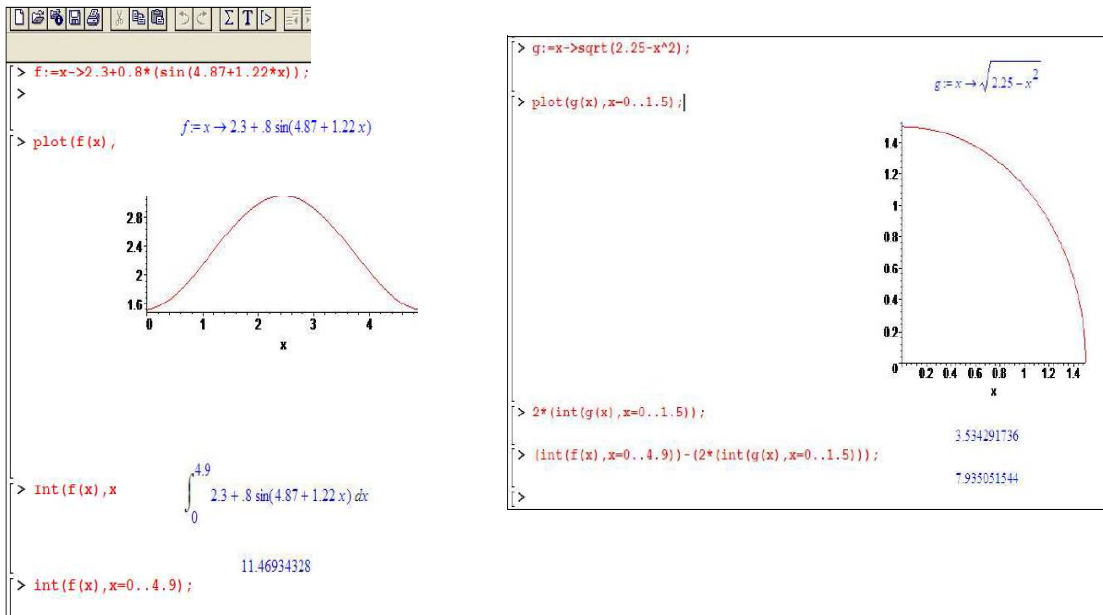 Σ T [>
> f:=x->2.3+0.8*(sin(4.87+1.22*x));
>
f := x → 2.3 + .8 sin(4.87 + 1.22 x)
> plot(f(x),
2.8
2.4
2
1.6
0 1 2 3 4
x
> Int(f(x),x
∫ 4.9 0 2.3 + .8 sin(4.87 + 1.22 x) dx
11.46934328
> int(f(x),x=0..4.9);
> g:=x->sqrt(2.25-x^2);
g := x → √2.25 - x²
> plot(g(x),x=0..1.5);
1.4
1.2
1
0.8
0.6
0.4
0.2
0 0.2 0.4 0.6 0.8 1 1.2 1.4
x
> 2*(int(g(x),x=0..1.5));
3.534291736
> (int(f(x),x=0..4.9))-(2*(int(g(x),x=0..1.5)));
7.935051544
>